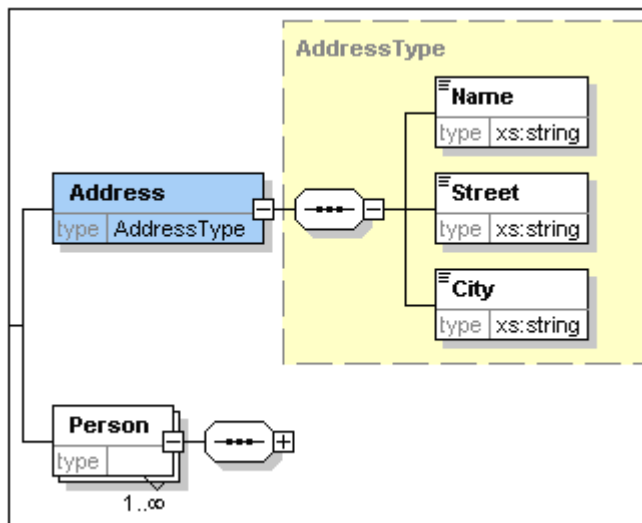 AddressType
Name
type xs:string
Address
type AddressType
Street
type xs:string
City
type xs:string
Person
type
1..∞